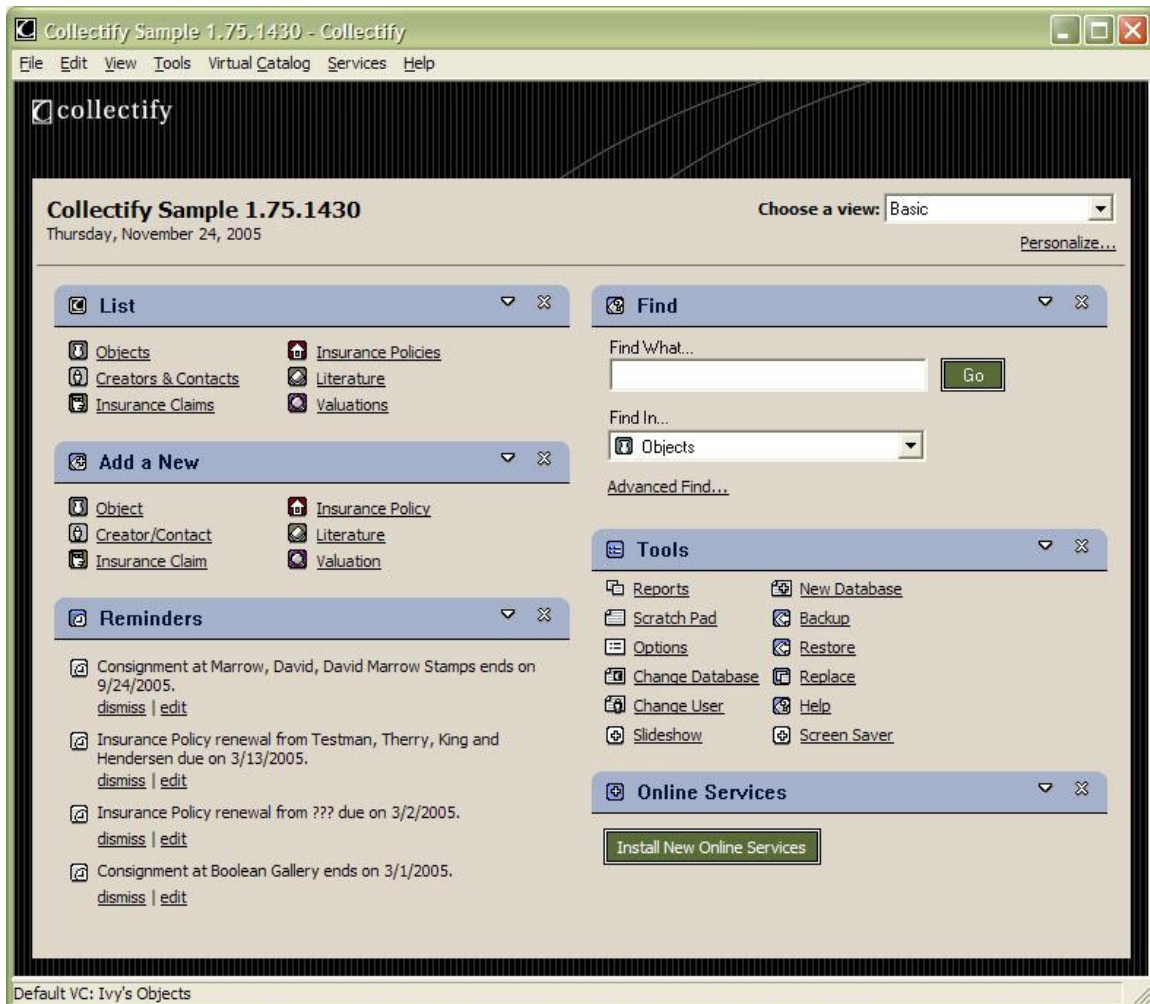 Collectify Sample 1.75.1430 - Collectify
File Edit View Tools Virtual Catalog Services Help
collectify
Collectify Sample 1.75.1430
Thursday, November 24, 2005
Choose a view: Basic
Personalize...
List
Objects
Creators & Contacts
Insurance Claims
Insurance Policies
Literature
Valuations
Add a New
Object
Creator/Contact
Insurance Claim
Insurance Policy
Literature
Valuation
Reminders
Consignment at Marrow, David, David Marrow Stamps ends on
9/24/2005.
dismiss | edit
Insurance Policy renewal from Testman, Therry, King and
Hendersen due on 3/13/2005.
dismiss | edit
Insurance Policy renewal from ??? due on 3/2/2005.
dismiss | edit
Consignment at Boolean Gallery ends on 3/1/2005.
dismiss | edit
Find
Find What...
Go
Find In...
Objects
Advanced Find...
Tools
Reports
Scratch Pad
Options
Change Database
Change User
Slideshow
New Database
Backup
Restore
Replace
Help
Screen Saver
Online Services
Install New Online Services
Default VC: Ivy's Objects